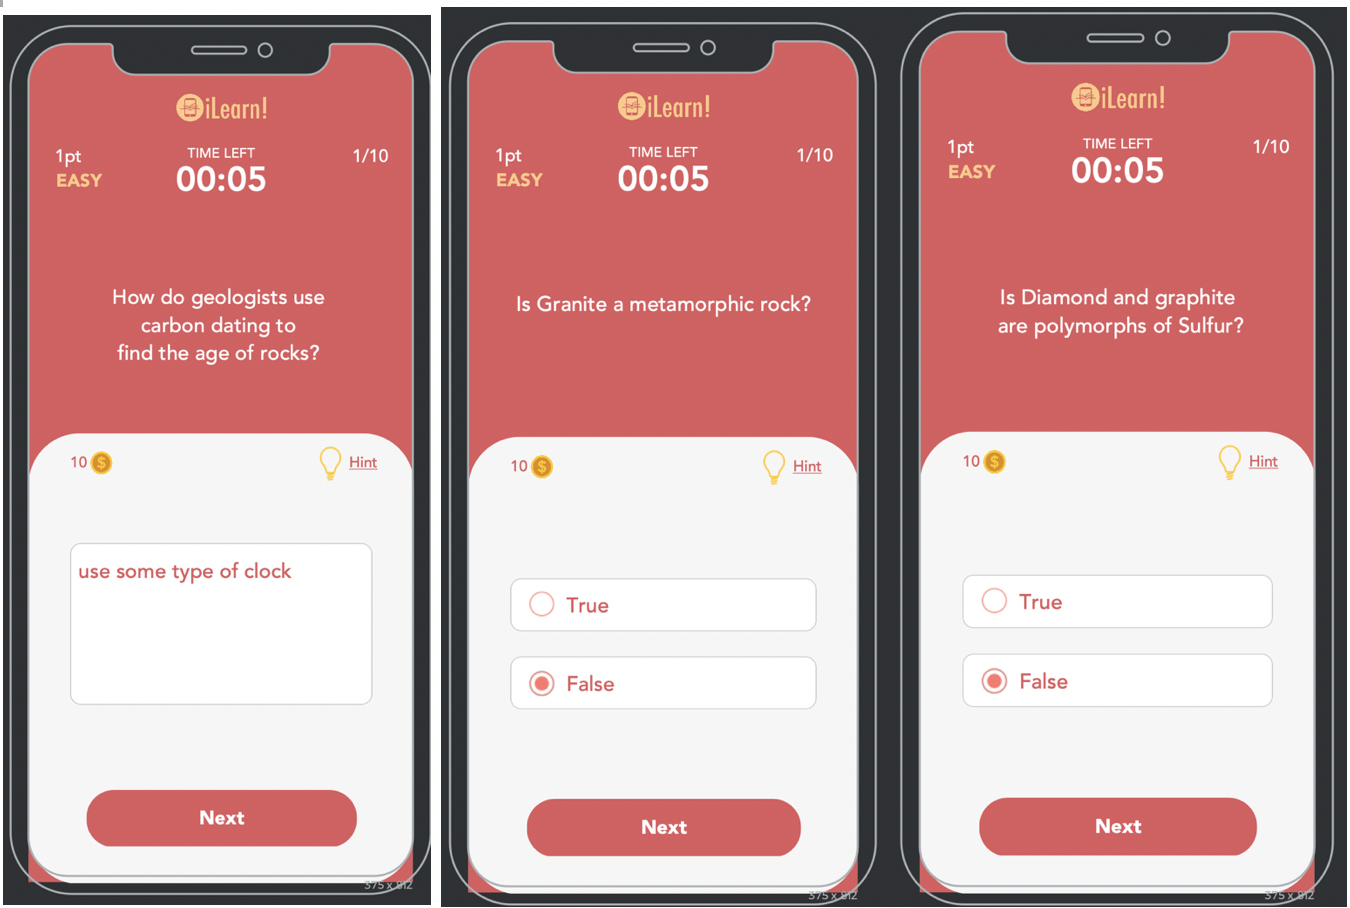 iLearn!
1pt
TIME LEFT
1/10
EASY
00:05
How do geologists use
carbon dating to
find the age of rocks?
10 $
Hint
use some type of clock
Next
375 x 812
iLearn!
1pt
TIME LEFT
1/10
EASY
00:05
Is Granite a metamorphic rock?
10 $
Hint
True
False
Next
375 x 812
iLearn!
1pt
TIME LEFT
1/10
EASY
00:05
Is Diamond and graphite
are polymorphs of Sulfur?
10 $
Hint
True
False
Next
375 x 812